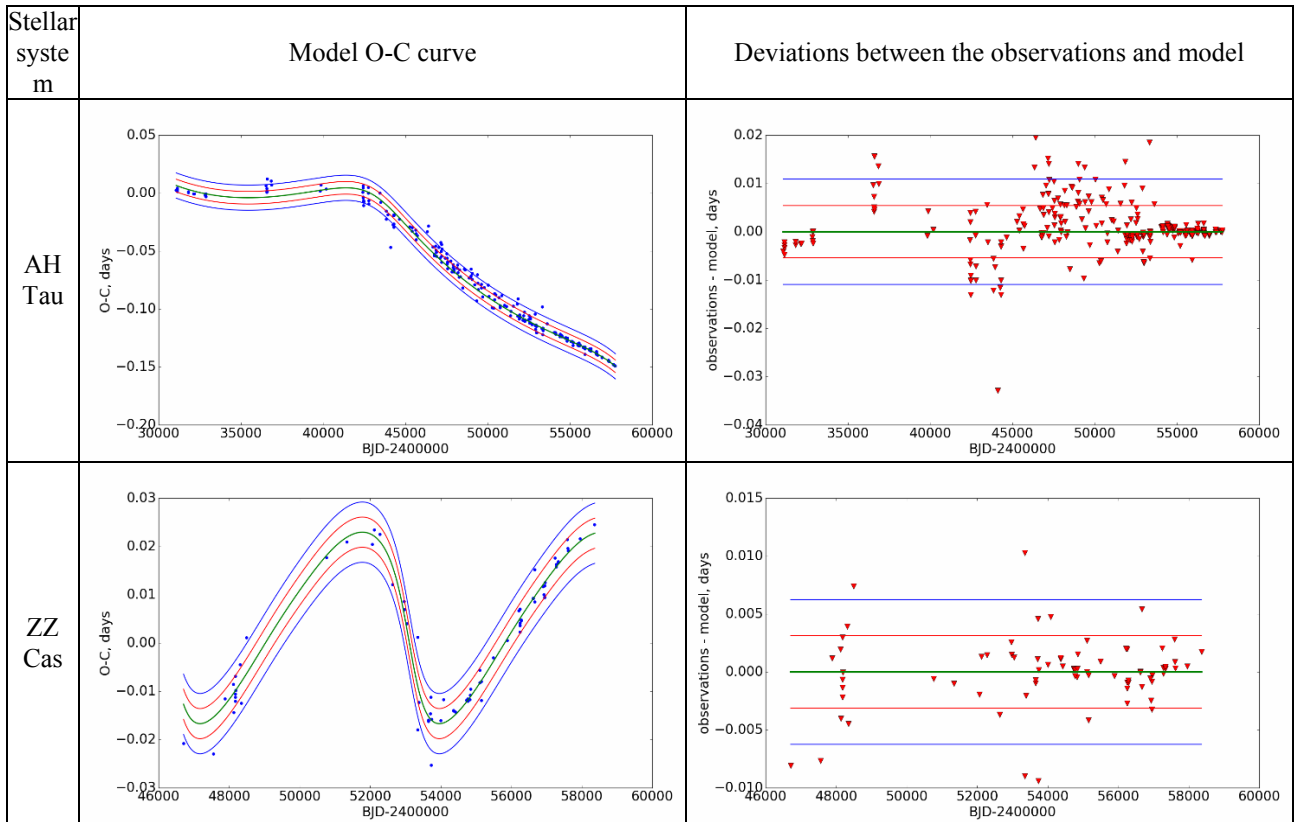 Stellar
syste
m
Model O-C curve
Deviations between the observations and model
AH
Tau
0.05
0.00
−0.05
−0.10
−0.15
−0.20
O-C, days
30000 35000 40000 45000 50000 55000 60000
BJD-2400000
0.02
0.01
0.00
−0.01
−0.02
−0.03
−0.04
observations - model, days
30000 35000 40000 45000 50000 55000 60000
BJD-2400000
ZZ
Cas
0.03
0.02
0.01
0.00
−0.01
−0.02
−0.03
O-C, days
46000 48000 50000 52000 54000 56000 58000 60000
BJD-2400000
0.015
0.010
0.005
0.000
−0.005
−0.010
observations - model, days
46000 48000 50000 52000 54000 56000 58000 60000
BJD-2400000